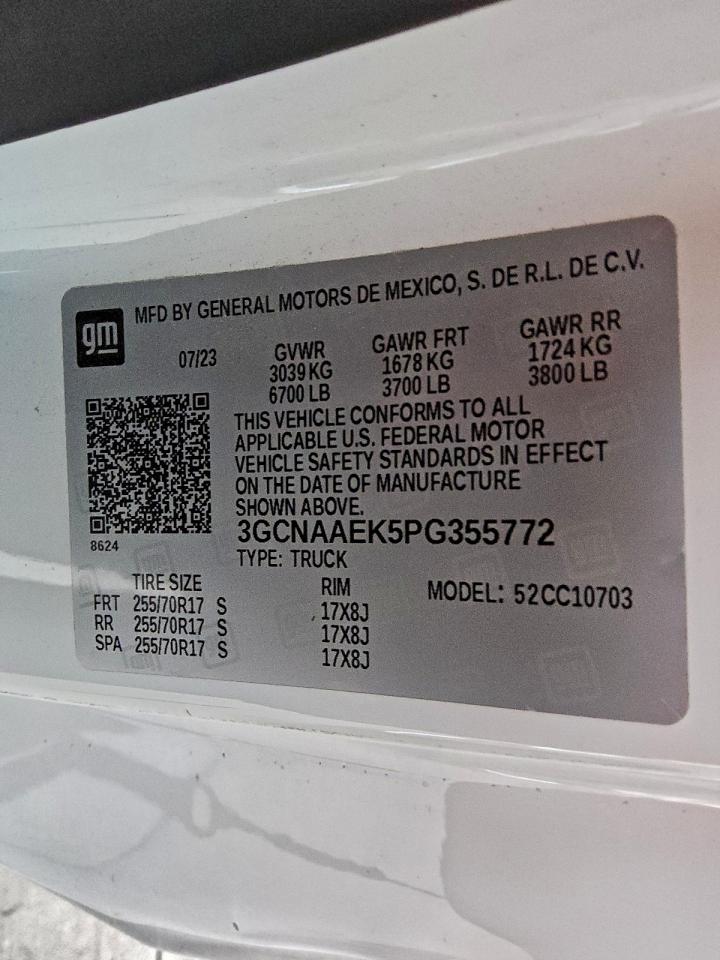 gm
MFD BY GENERAL MOTORS DE MEXICO, S. DE R.L. DE C.V.
07/23
GVWR
3039 KG
6700 LB
GAWR FRT
1678 KG
3700 LB
GAWR RR
1724 KG
3800 LB
THIS VEHICLE CONFORMS TO ALL
APPLICABLE U.S. FEDERAL MOTOR
VEHICLE SAFETY STANDARDS IN EFFECT
ON THE DATE OF MANUFACTURE
SHOWN ABOVE.
8624
3GCNAAEK5PG355772
TYPE: TRUCK
MODEL: 52CC10703
TIRE SIZE RIM
FRT 255/70R17 S 17X8J
RR 255/70R17 S 17X8J
SPA 255/70R17 S 17X8J